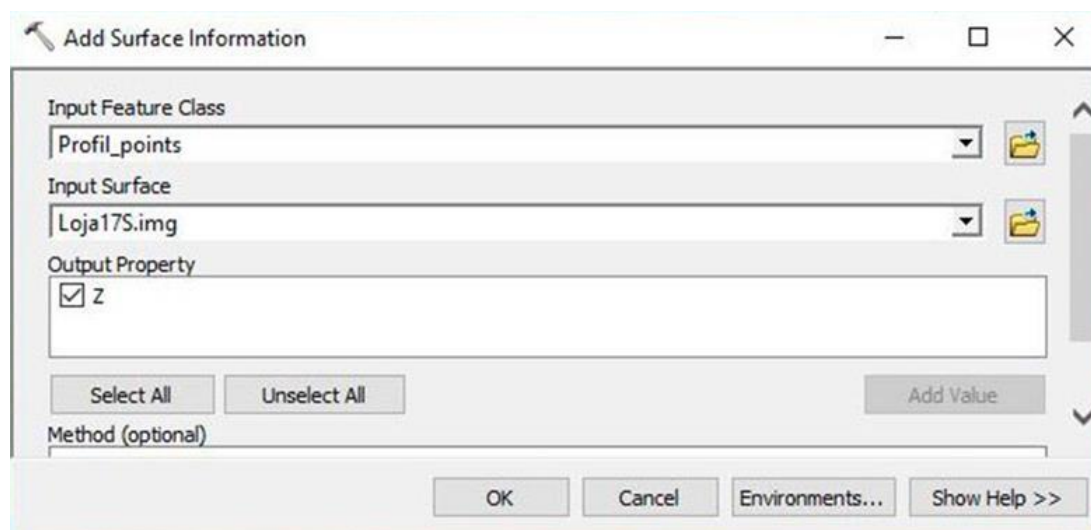 Add Surface Information
Input Feature Class
Profil_points
Input Surface
Loja17S.img
Output Property
Z
Select All Unselect All Add Value
Method (optional)
OK Cancel Environments... Show Help >>